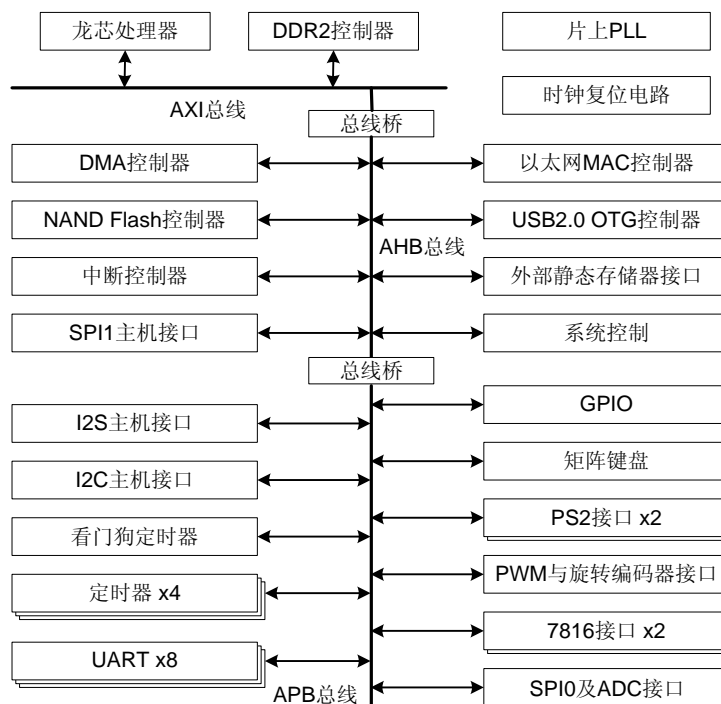 龙芯处理器
DDR2控制器
片上PLL
AXI总线
时钟复位电路
总线桥
DMA控制器
以太网MAC控制器
NAND Flash控制器
USB2.0 OTG控制器
AHB总线
中断控制器
外部静态存储器接口
SPI1主机接口
系统控制
总线桥
GPIO
I2S主机接口
矩阵键盘
I2C主机接口
PS2接口 x2
看门狗定时器
PWM与旋转编码器接口
定时器 x4
7816接口 x2
UART x8
SPI0及ADC接口
APB总线